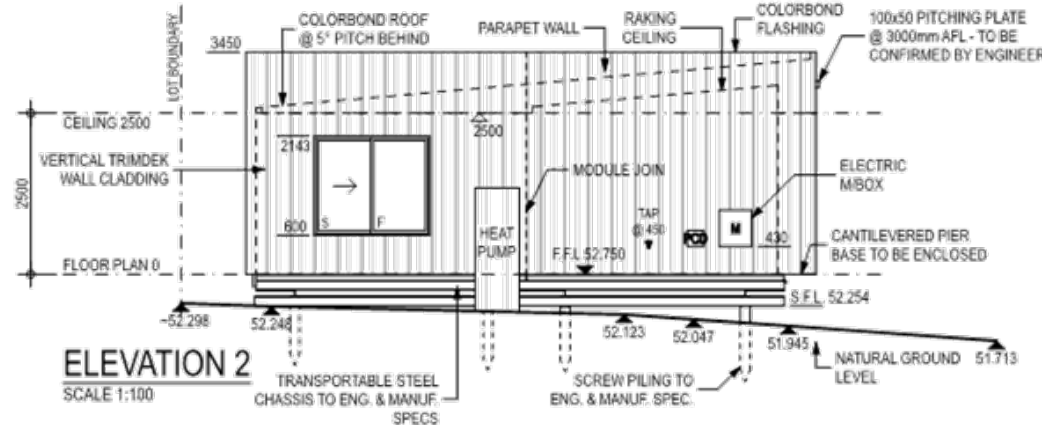 COLORBOND ROOF
@ 5° PITCH BEHIND
PARAPET WALL
RAKING
CEILING
COLORBOND
FLASHING
100x50 PITCHING PLATE
@ 3000mm AFL - TO BE
CONFIRMED BY ENGINEER
LOT BOUNDARY
3450
CEILING 2500
2500
2143
2500
VERTICAL TRIMDEK
WALL CLADDING
MODULE JOIN
ELECTRIC
M/BOX
S
F
600
HEAT
PUMP
TAP
@ 450
PCD
M
430
F.F.L 52.750
CANTILEVERED PIER
BASE TO BE ENCLOSED
FLOOR PLAN 0
S.F.L. 52.254
~52.298
52.248
52.123
52.047
51.945
51.713
ELEVATION 2
SCALE 1:100
TRANSPORTABLE STEEL
CHASSIS TO ENG. & MANUF.
SPECS
SCREW PILING TO
ENG. & MANUF. SPEC.
NATURAL GROUND
LEVEL